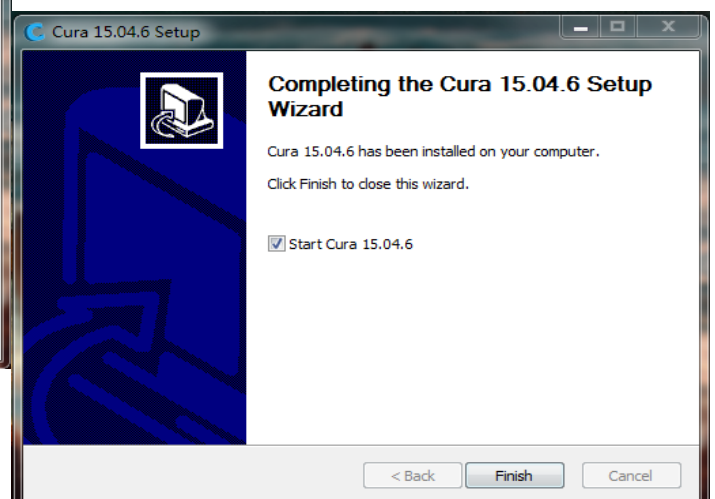 Cura 15.04.6 Setup
Completing the Cura 15.04.6 Setup
Wizard
Cura 15.04.6 has been installed on your computer.
Click Finish to close this wizard.
Start Cura 15.04.6
< Back Finish Cancel